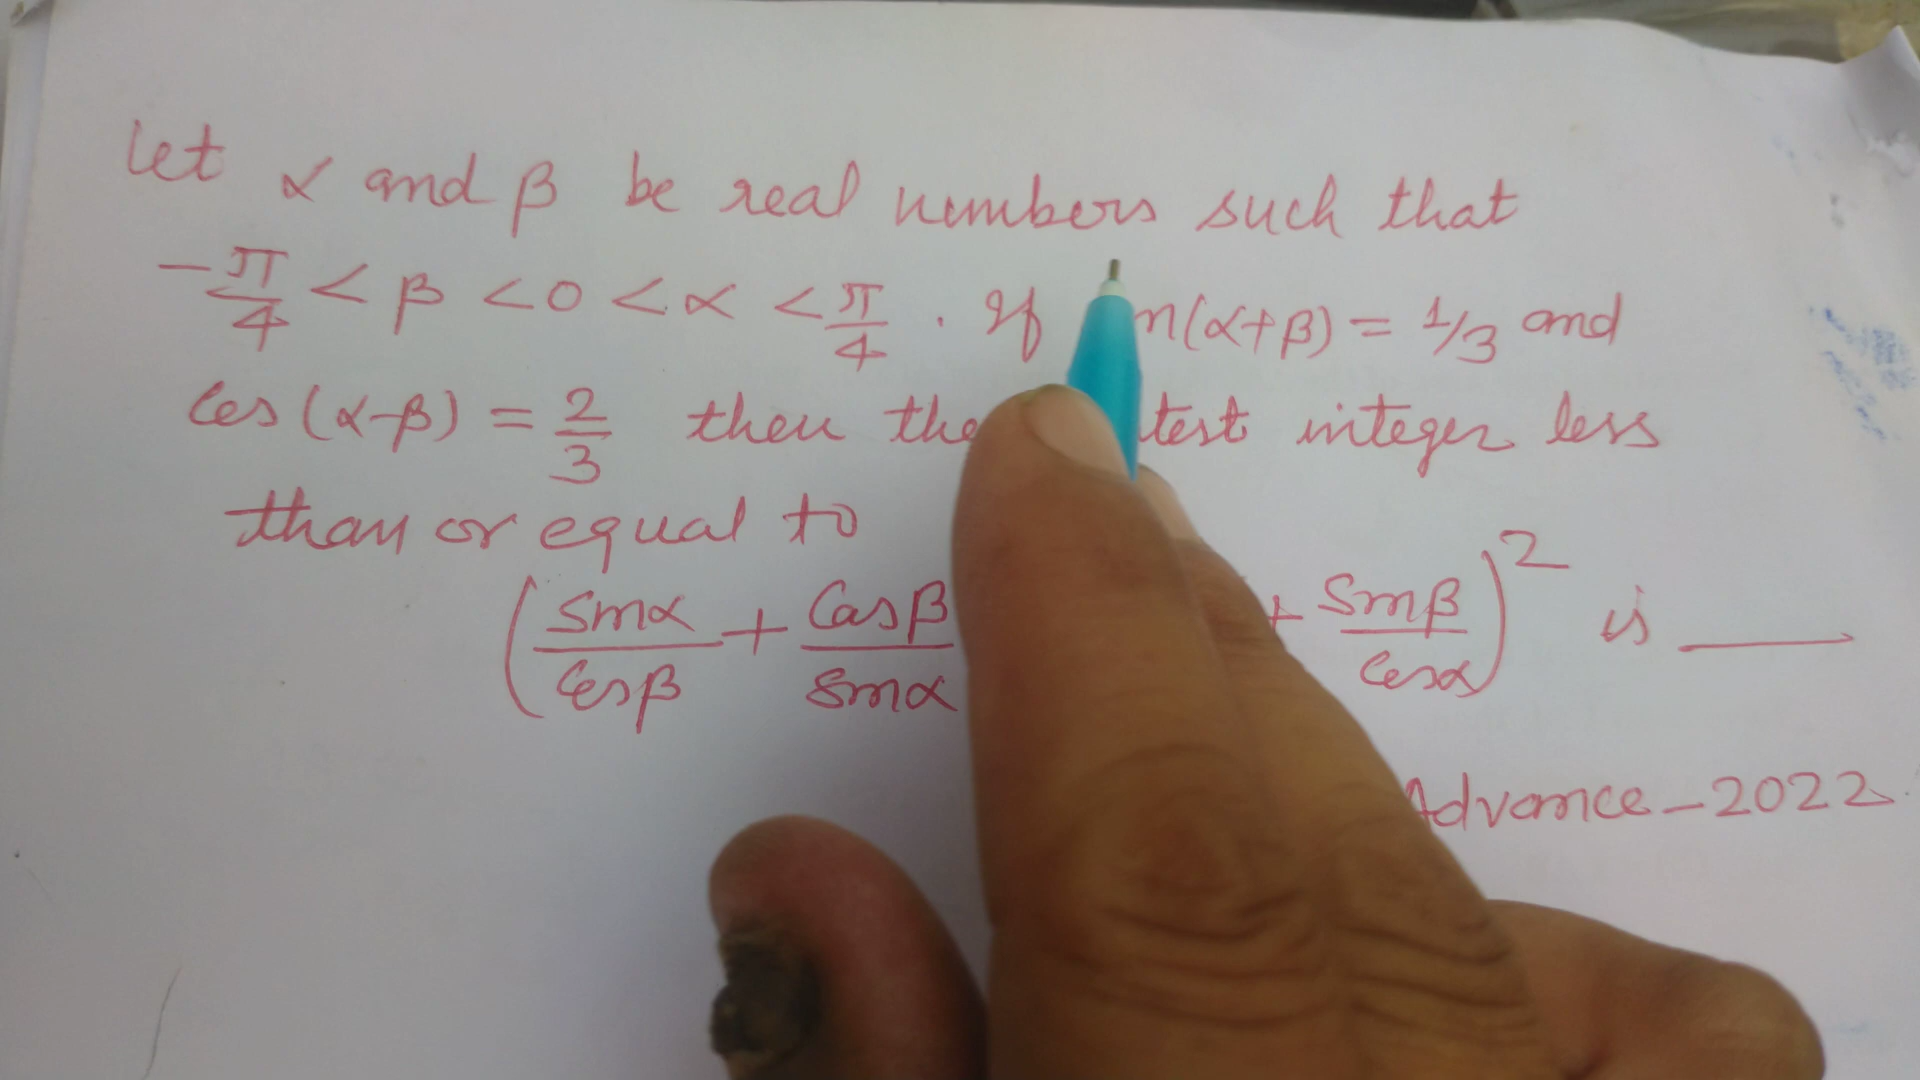 Let α and β be real numbers such that
-π/4 < β < 0 < α < π/4 . If n(α+β) = 1/3 and
Cos(α-β) = 2/3 then the test integer less
than or equal to
(Sinα/Cosβ + Cosβ/Sinα + Sinβ/Cosα)² is ____
Advance-2022